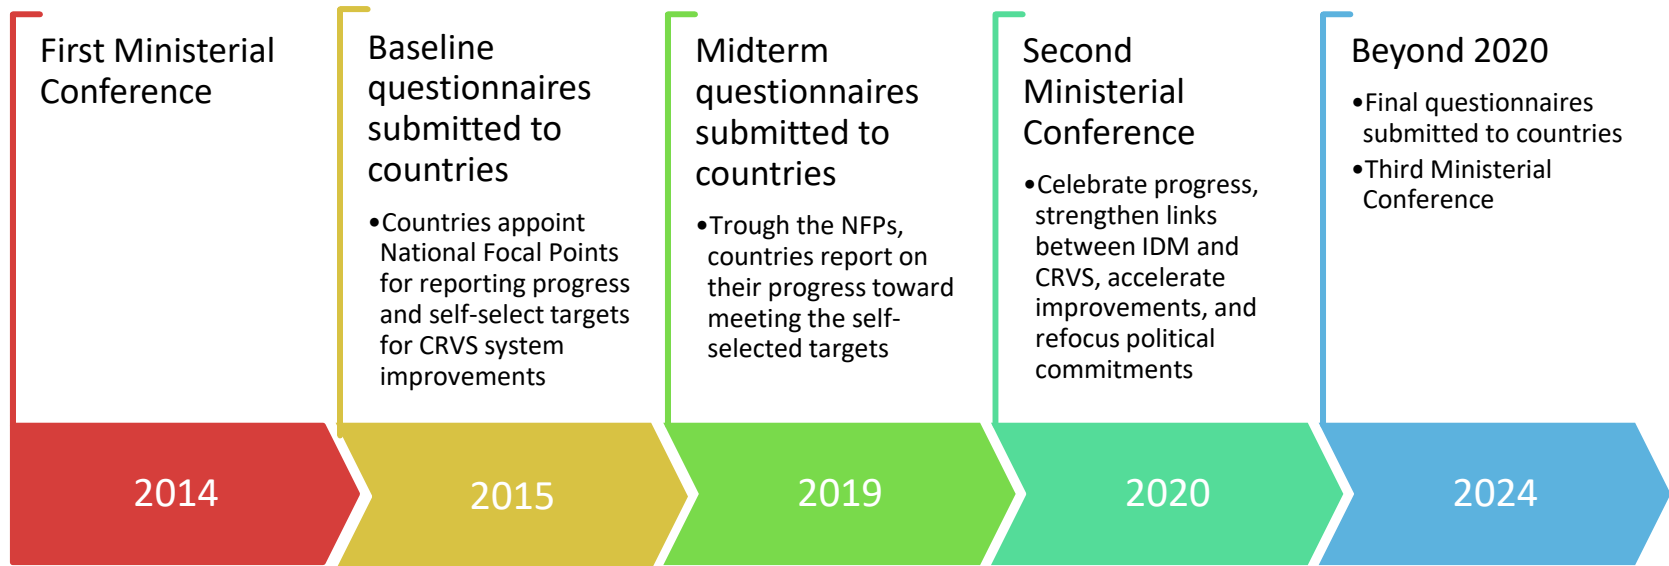 First Ministerial
Conference
Baseline
questionnaires
submitted to
countries
•Countries appoint
National Focal Points
for reporting progress
and self-select targets
for CRVS system
improvements
Midterm
questionnaires
submitted to
countries
•Trough the NFPs,
countries report on
their progress toward
meeting the self-
selected targets
Second
Ministerial
Conference
•Celebrate progress,
strengthen links
between IDM and
CRVS, accelerate
improvements, and
refocus political
commitments
Beyond 2020
•Final questionnaires
submitted to countries
•Third Ministerial
Conference
2014
2015
2019
2020
2024